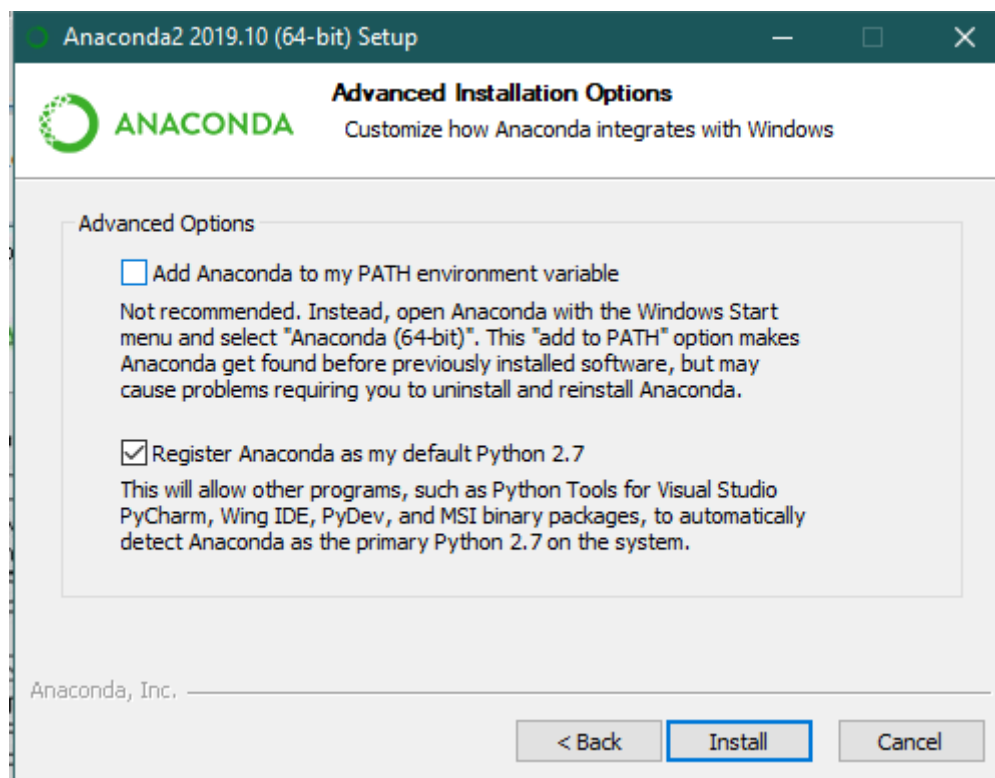 Anaconda2 2019.10 (64-bit) Setup
ANACONDA
Advanced Installation Options
Customize how Anaconda integrates with Windows
Advanced Options
Add Anaconda to my PATH environment variable
Not recommended. Instead, open Anaconda with the Windows Start
menu and select "Anaconda (64-bit)". This "add to PATH" option makes
Anaconda get found before previously installed software, but may
cause problems requiring you to uninstall and reinstall Anaconda.
Register Anaconda as my default Python 2.7
This will allow other programs, such as Python Tools for Visual Studio
PyCharm, Wing IDE, PyDev, and MSI binary packages, to automatically
detect Anaconda as the primary Python 2.7 on the system.
Anaconda, Inc.
< Back
Install
Cancel